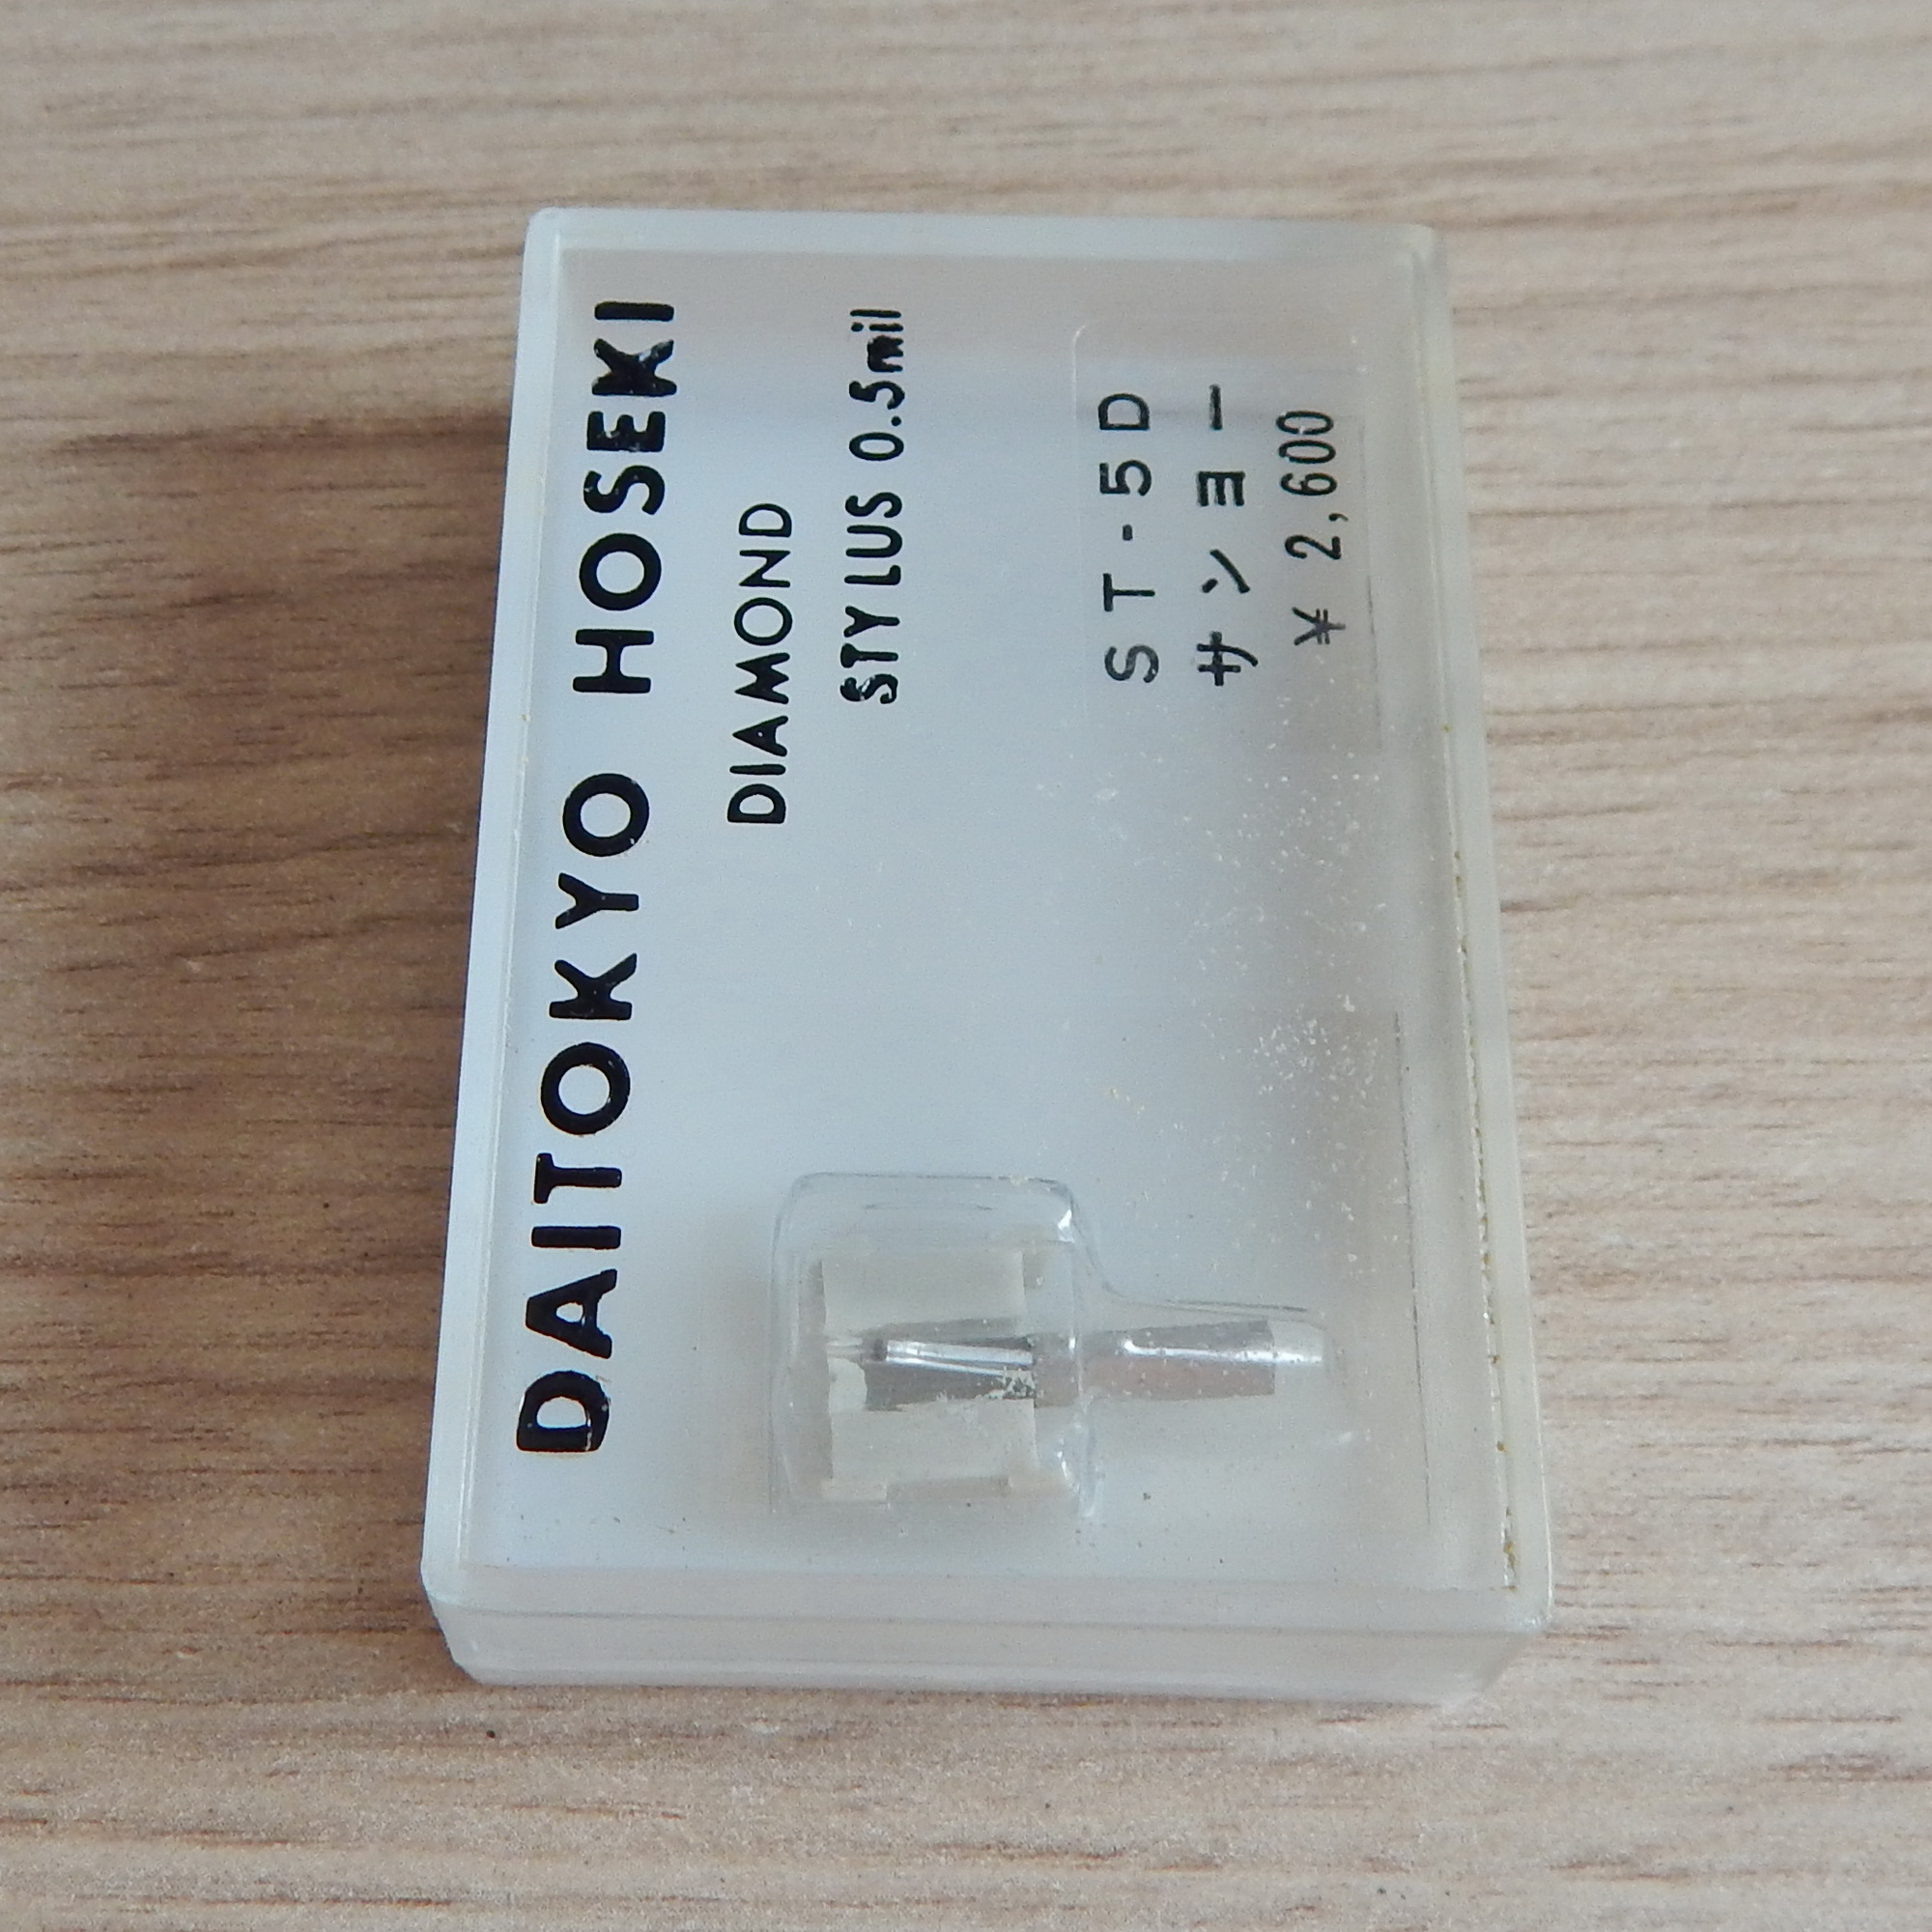 DAITOKYO HOSEKI
DIAMOND
STYLUS 0.5mil
ST-5D
サンヨー
¥ 2,600